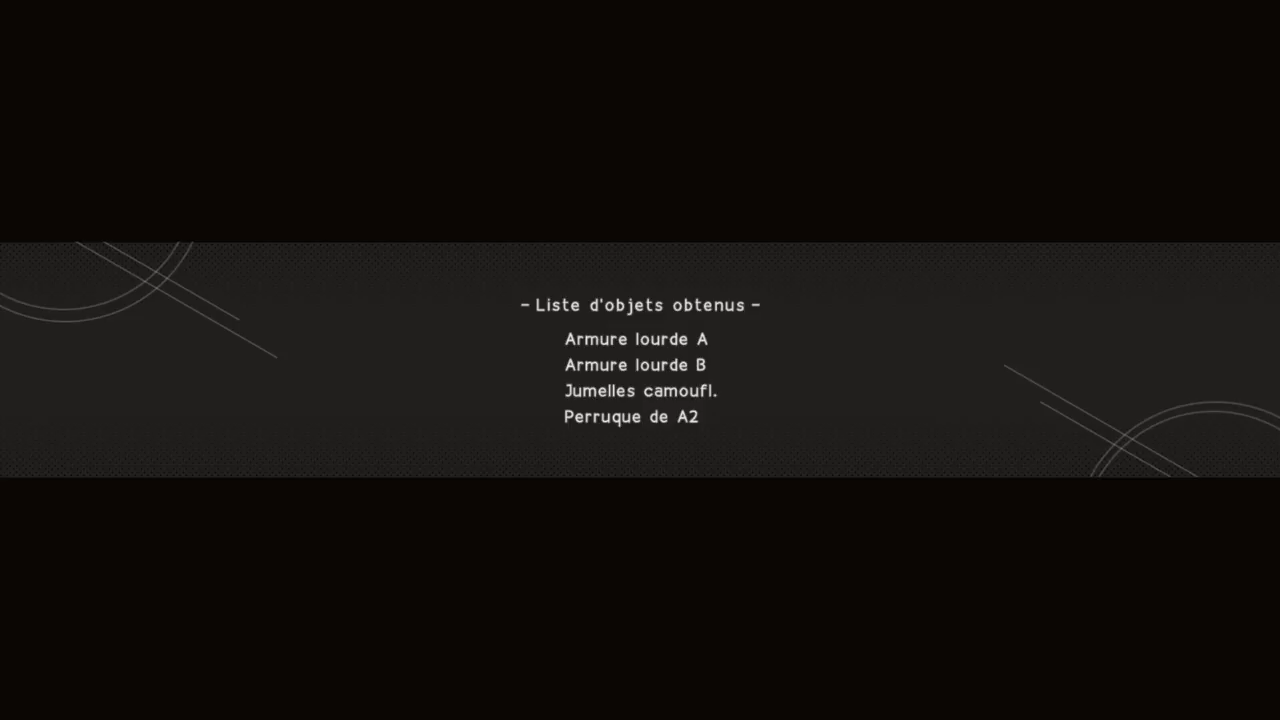 - Liste d'objets obtenus -
Armure lourde A
Armure lourde B
Jumelles camoufl.
Perruque de A2